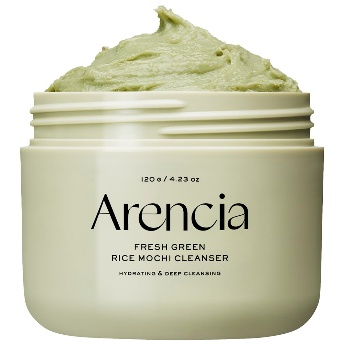 120 g / 4.23 oz
Arencia
FRESH GREEN
RICE MOCHI CLEANSER
HYDRATING & DEEP CLEANSING